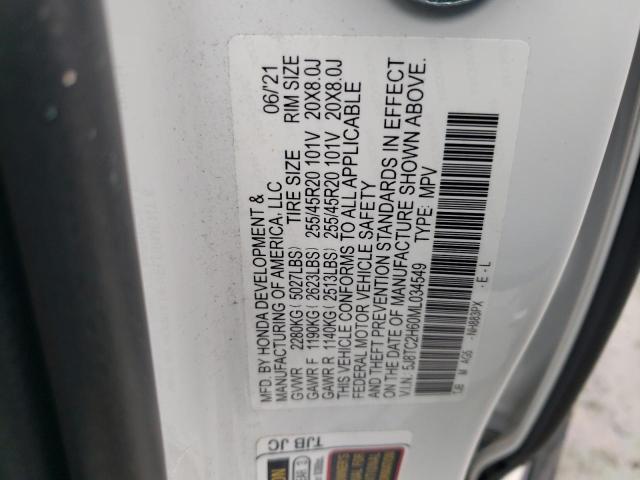 MFD. BY HONDA DEVELOPMENT &
MANUFACTURING OF AMERICA, LLC 06/'21
GVWR 2280KG (5027LBS) TIRE SIZE RIM SIZE
GAWR F 1190KG (2623LBS) 255/45R20 101V 20X8.0J
GAWR R 1140KG (2513LBS) 255/45R20 101V 20X8.0J
THIS VEHICLE CONFORMS TO ALL APPLICABLE
FEDERAL MOTOR VEHICLE SAFETY
AND THEFT PREVENTION STANDARDS IN EFFECT
ON THE DATE OF MANUFACTURE SHOWN ABOVE.
V.I.N.: 5J8TC2H60ML034549 TYPE: MPV
TJB M AG5 - NH883PX - E - L
TJB JC